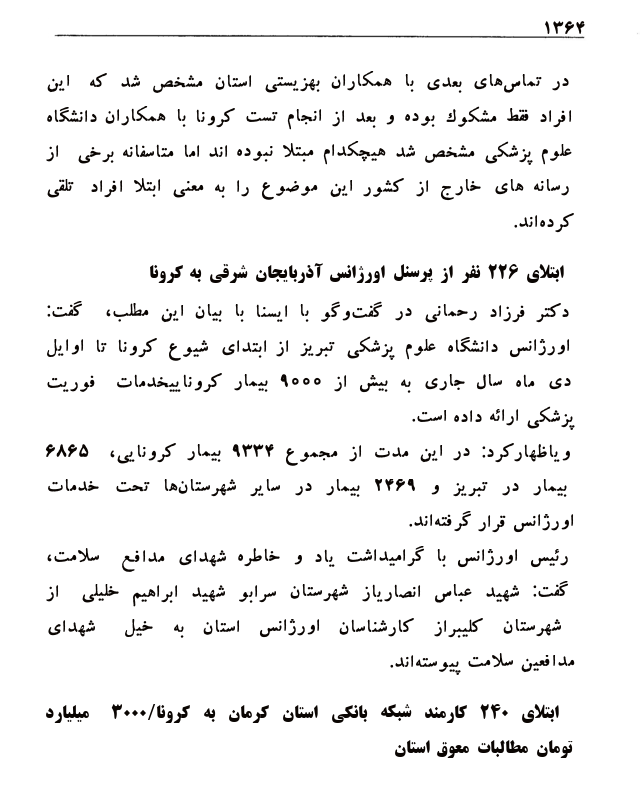 ۱۳۶۴
در تماس‌های بعدی با همکاران بهزیستی استان مشخص شد که این
افراد فقط مشکوك بوده و بعد از انجام تست کرونا با همکاران دانشگاه
علوم پزشکی مشخص شد هیچکدام مبتلا نبوده اند اما متاسفانه برخی از
رسانه های خارج از کشور این موضوع را به معنی ابتلا افراد تلقی
کرده‌اند.
ابتلای ۲۲۶ نفر از پرسنل اورژانس آذربایجان شرقی به کرونا
دکتر فرزاد رحمانی در گفت‌وگو با ایسنا با بیان این مطلب، گفت:
اورژانس دانشگاه علوم پزشکی تبریز از ابتدای شیوع کرونا تا اوایل
دی ماه سال جاری به بیش از ۹۰۰۰ بیمار کروناییخدمات فوریت
پزشکی ارائه داده است.
ویاظهارکرد: در این مدت از مجموع ۹۳۳۴ بیمار کرونایی، ۶۸۶۵
بیمار در تبریز و ۲۴۶۹ بیمار در سایر شهرستان‌ها تحت خدمات
اورژانس قرار گرفته‌اند.
رئیس اورژانس با گرامیداشت یاد و خاطره شهدای مدافع سلامت،
گفت: شهید عباس انصاریاز شهرستان سرابو شهید ابراهیم خلیلی از
شهرستان کلیبراز کارشناسان اورژانس استان به خیل شهدای
مدافعین سلامت پیوسته‌اند.
ابتلای ۲۴۰ کارمند شبکه بانکی استان کرمان به کرونا/۳۰۰۰ میلیارد
تومان مطالبات معوق استان